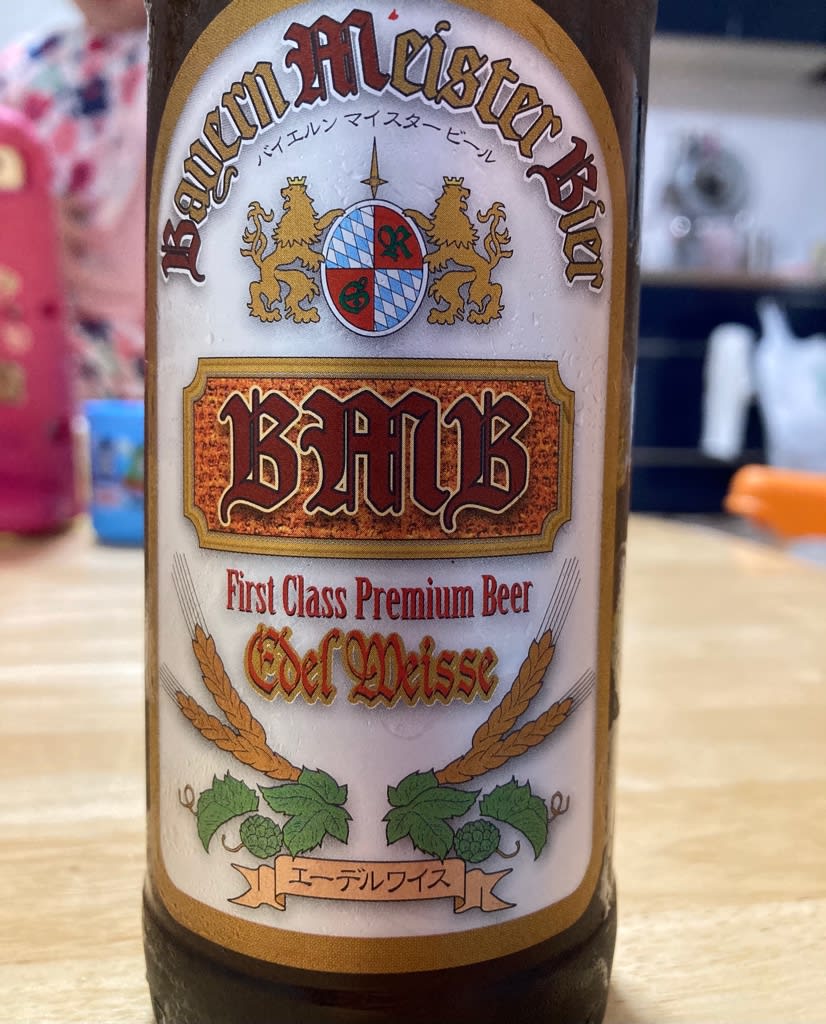 Bayern Meister Bier
バイエルン マイスター ビール
R
S
BMB
First Class Premium Beer
Edel Weisse
エーデルワイス